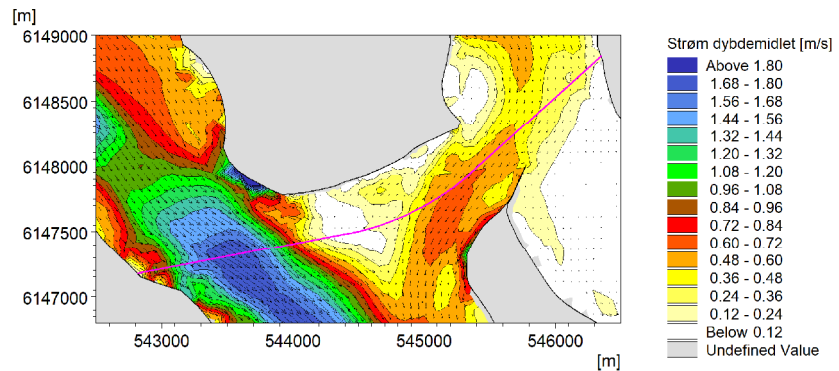 [m]
6149000
6148500
6148000
6147500
6147000
543000
544000
545000
546000
[m]
Strøm dybdemidlet [m/s]
Above 1.80
1.68 - 1.80
1.56 - 1.68
1.44 - 1.56
1.32 - 1.44
1.20 - 1.32
1.08 - 1.20
0.96 - 1.08
0.84 - 0.96
0.72 - 0.84
0.60 - 0.72
0.48 - 0.60
0.36 - 0.48
0.24 - 0.36
0.12 - 0.24
Below 0.12
Undefined Value